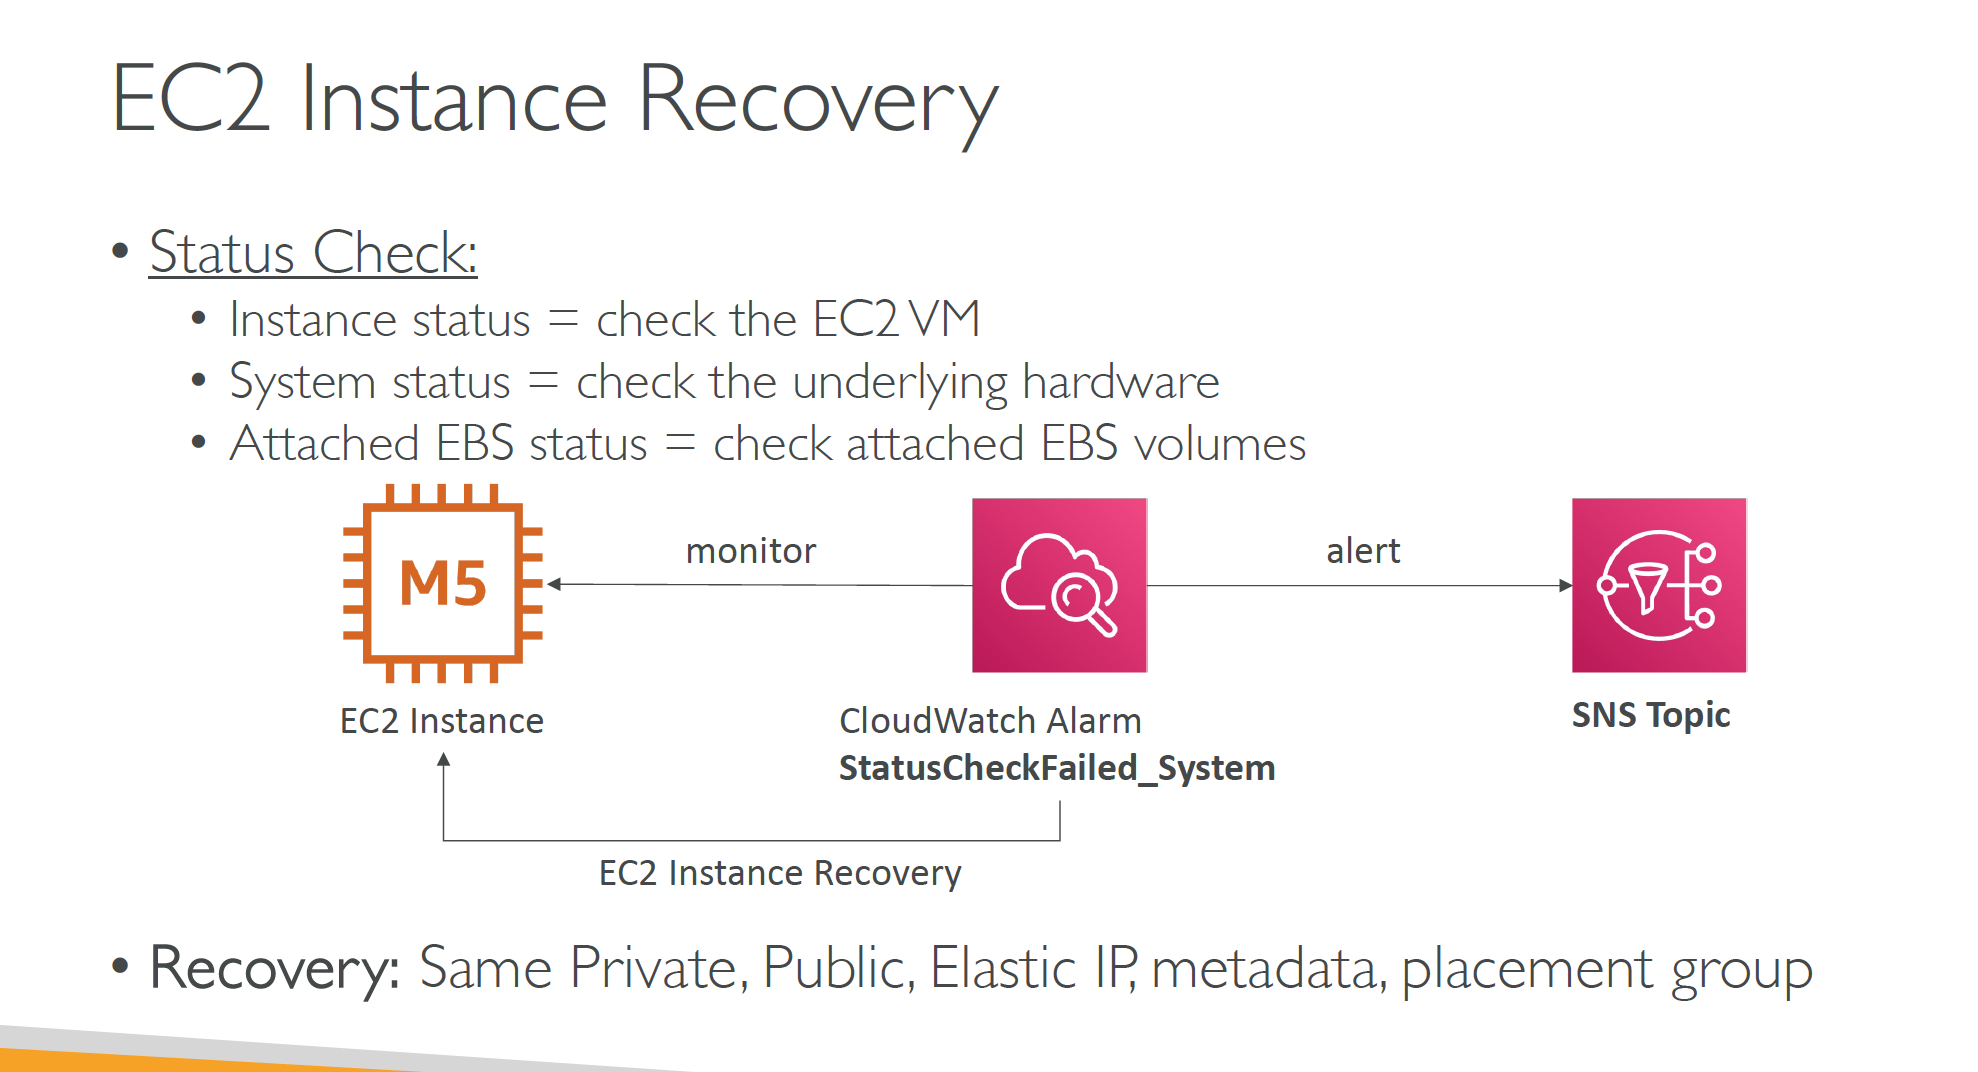 EC2 Instance Recovery
• Status Check:
• Instance status = check the EC2 VM
• System status = check the underlying hardware
• Attached EBS status = check attached EBS volumes
M5
monitor
alert
EC2 Instance
CloudWatch Alarm
StatusCheckFailed_System
SNS Topic
EC2 Instance Recovery
• Recovery: Same Private, Public, Elastic IP, metadata, placement group